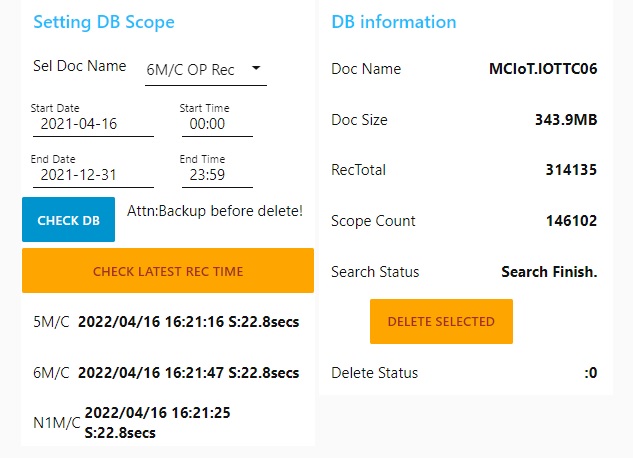 Setting DB Scope
Sel Doc Name 6M/C OP Rec
Start Date Start Time
2021-04-16 00:00
End Date End Time
2021-12-31 23:59
CHECK DB Attn:Backup before delete!
CHECK LATEST REC TIME
5M/C 2022/04/16 16:21:16 S:22.8secs
6M/C 2022/04/16 16:21:47 S:22.8secs
N1M/C 2022/04/16 16:21:25
S:22.8secs
DB information
Doc Name MCIoT.IOTTC06
Doc Size 343.9MB
RecTotal 314135
Scope Count 146102
Search Status Search Finish.
DELETE SELECTED
Delete Status :0